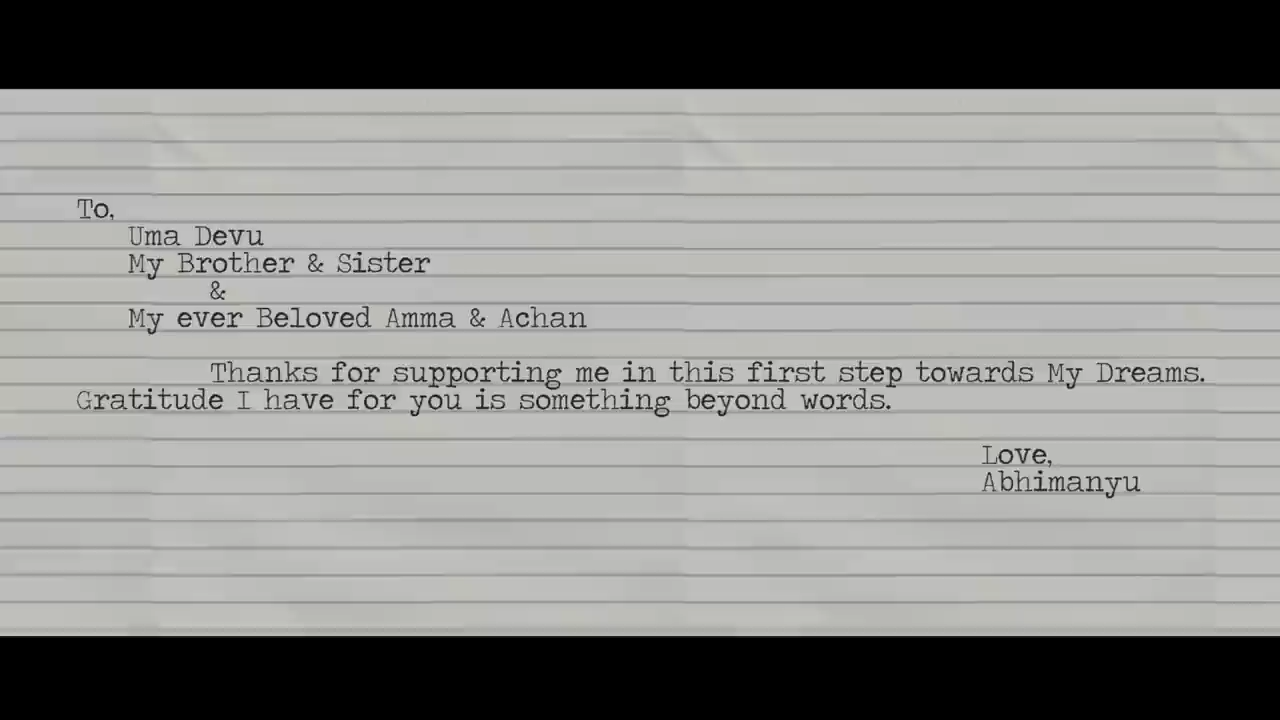 To,
Uma Devu
My Brother & Sister
&
My ever Beloved Amma & Achan
Thanks for supporting me in this first step towards My Dreams.
Gratitude I have for you is something beyond words.
Love,
Abhimanyu